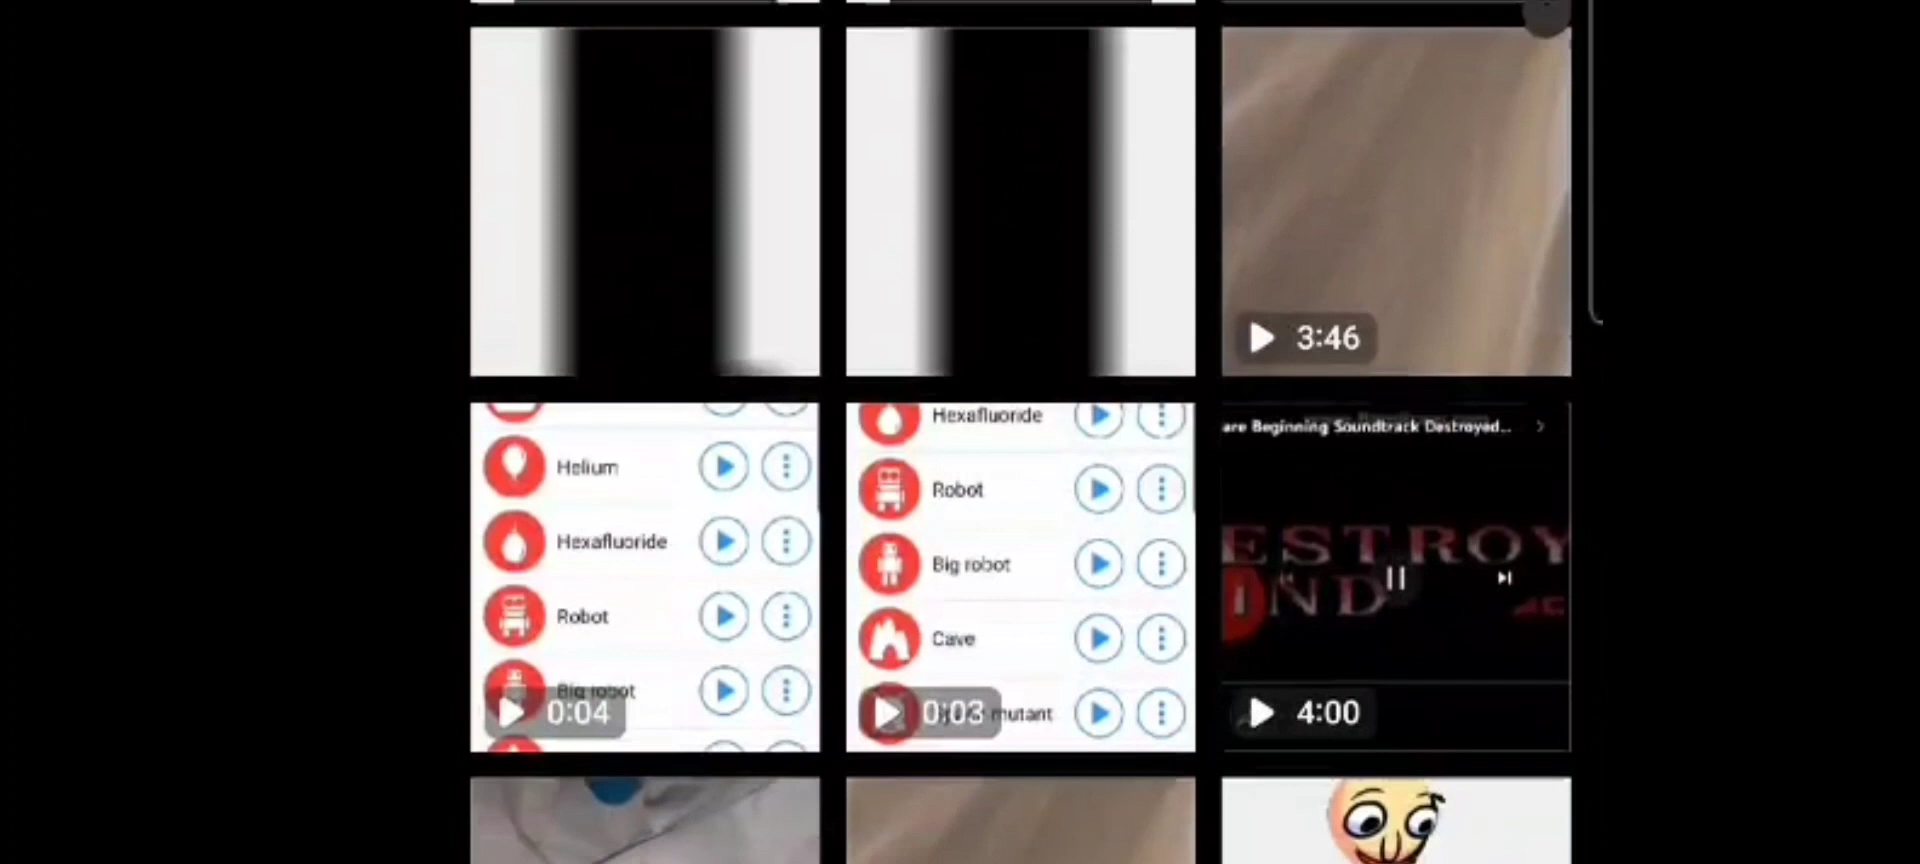 3:46
Helium
Hexafluoride
Robot
Big robot
0:04
Hexafluoride
Robot
Big robot
Cave
mutant
0:03
are Beginning Soundtrack Destroyed...
ESTROY
IND
4:00